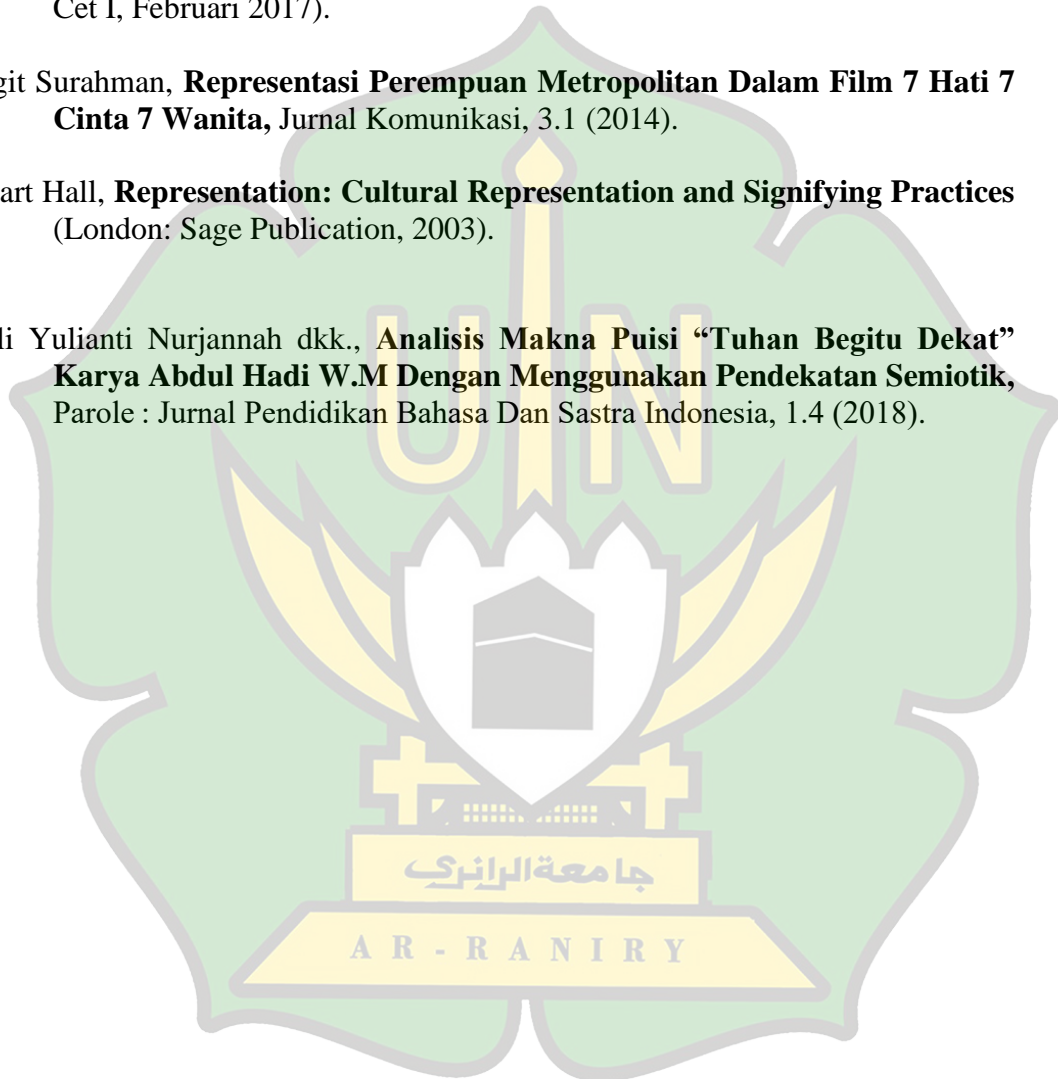 Cet I, Februari 2017).
git Surahman, Representasi Perempuan Metropolitan Dalam Film 7 Hati 7
Cinta 7 Wanita, Jurnal Komunikasi, 3.1 (2014).
art Hall, Representation: Cultural Representation and Signifying Practices
(London: Sage Publication, 2003).
li Yulianti Nurjannah dkk., Analisis Makna Puisi “Tuhan Begitu Dekat”
Karya Abdul Hadi W.M Dengan Menggunakan Pendekatan Semiotik,
Parole : Jurnal Pendidikan Bahasa Dan Sastra Indonesia, 1.4 (2018).
UIN
جامعةالرانري
AR-RANIRY